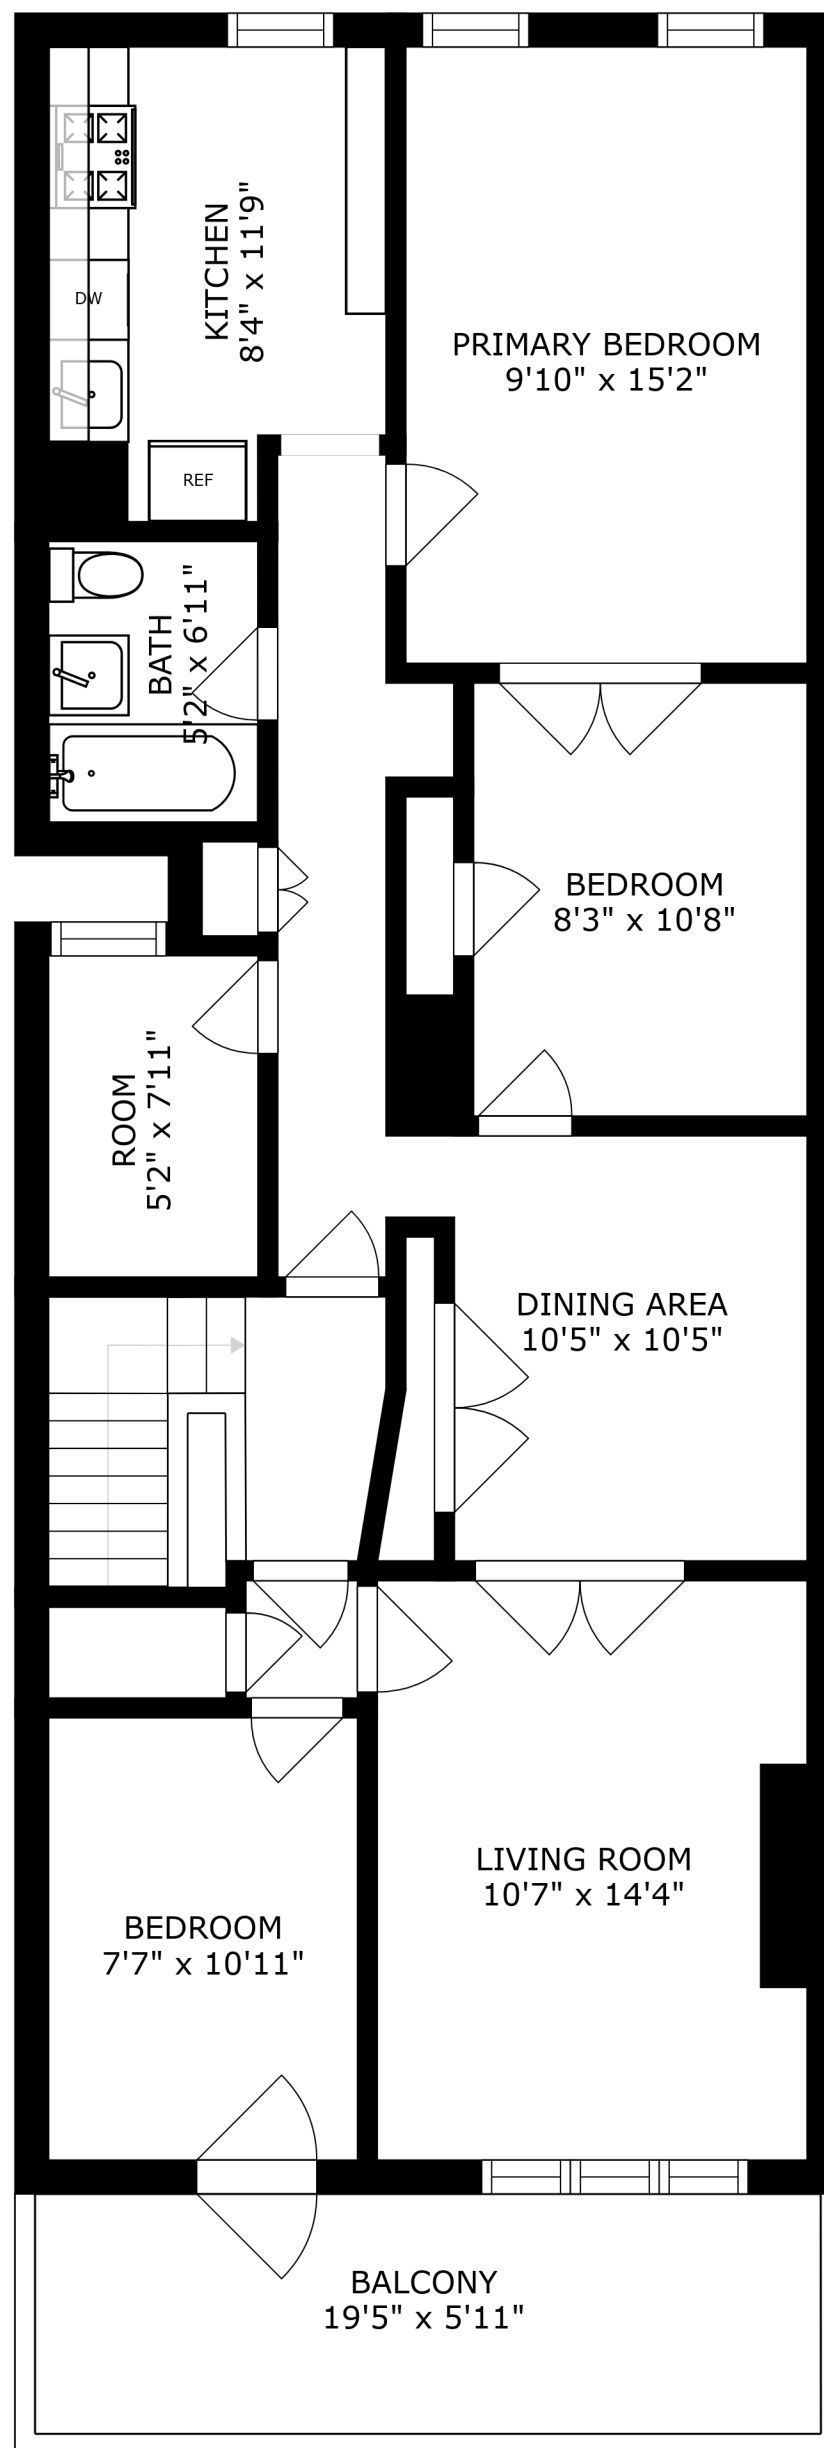 KITCHEN
8'4" x 11'9"
DW
REF
PRIMARY BEDROOM
9'10" x 15'2"
BATH
5'2" x 6'11"
BEDROOM
8'3" x 10'8"
ROOM
5'2" x 7'11"
DINING AREA
10'5" x 10'5"
LIVING ROOM
10'7" x 14'4"
BEDROOM
7'7" x 10'11"
BALCONY
19'5" x 5'11"